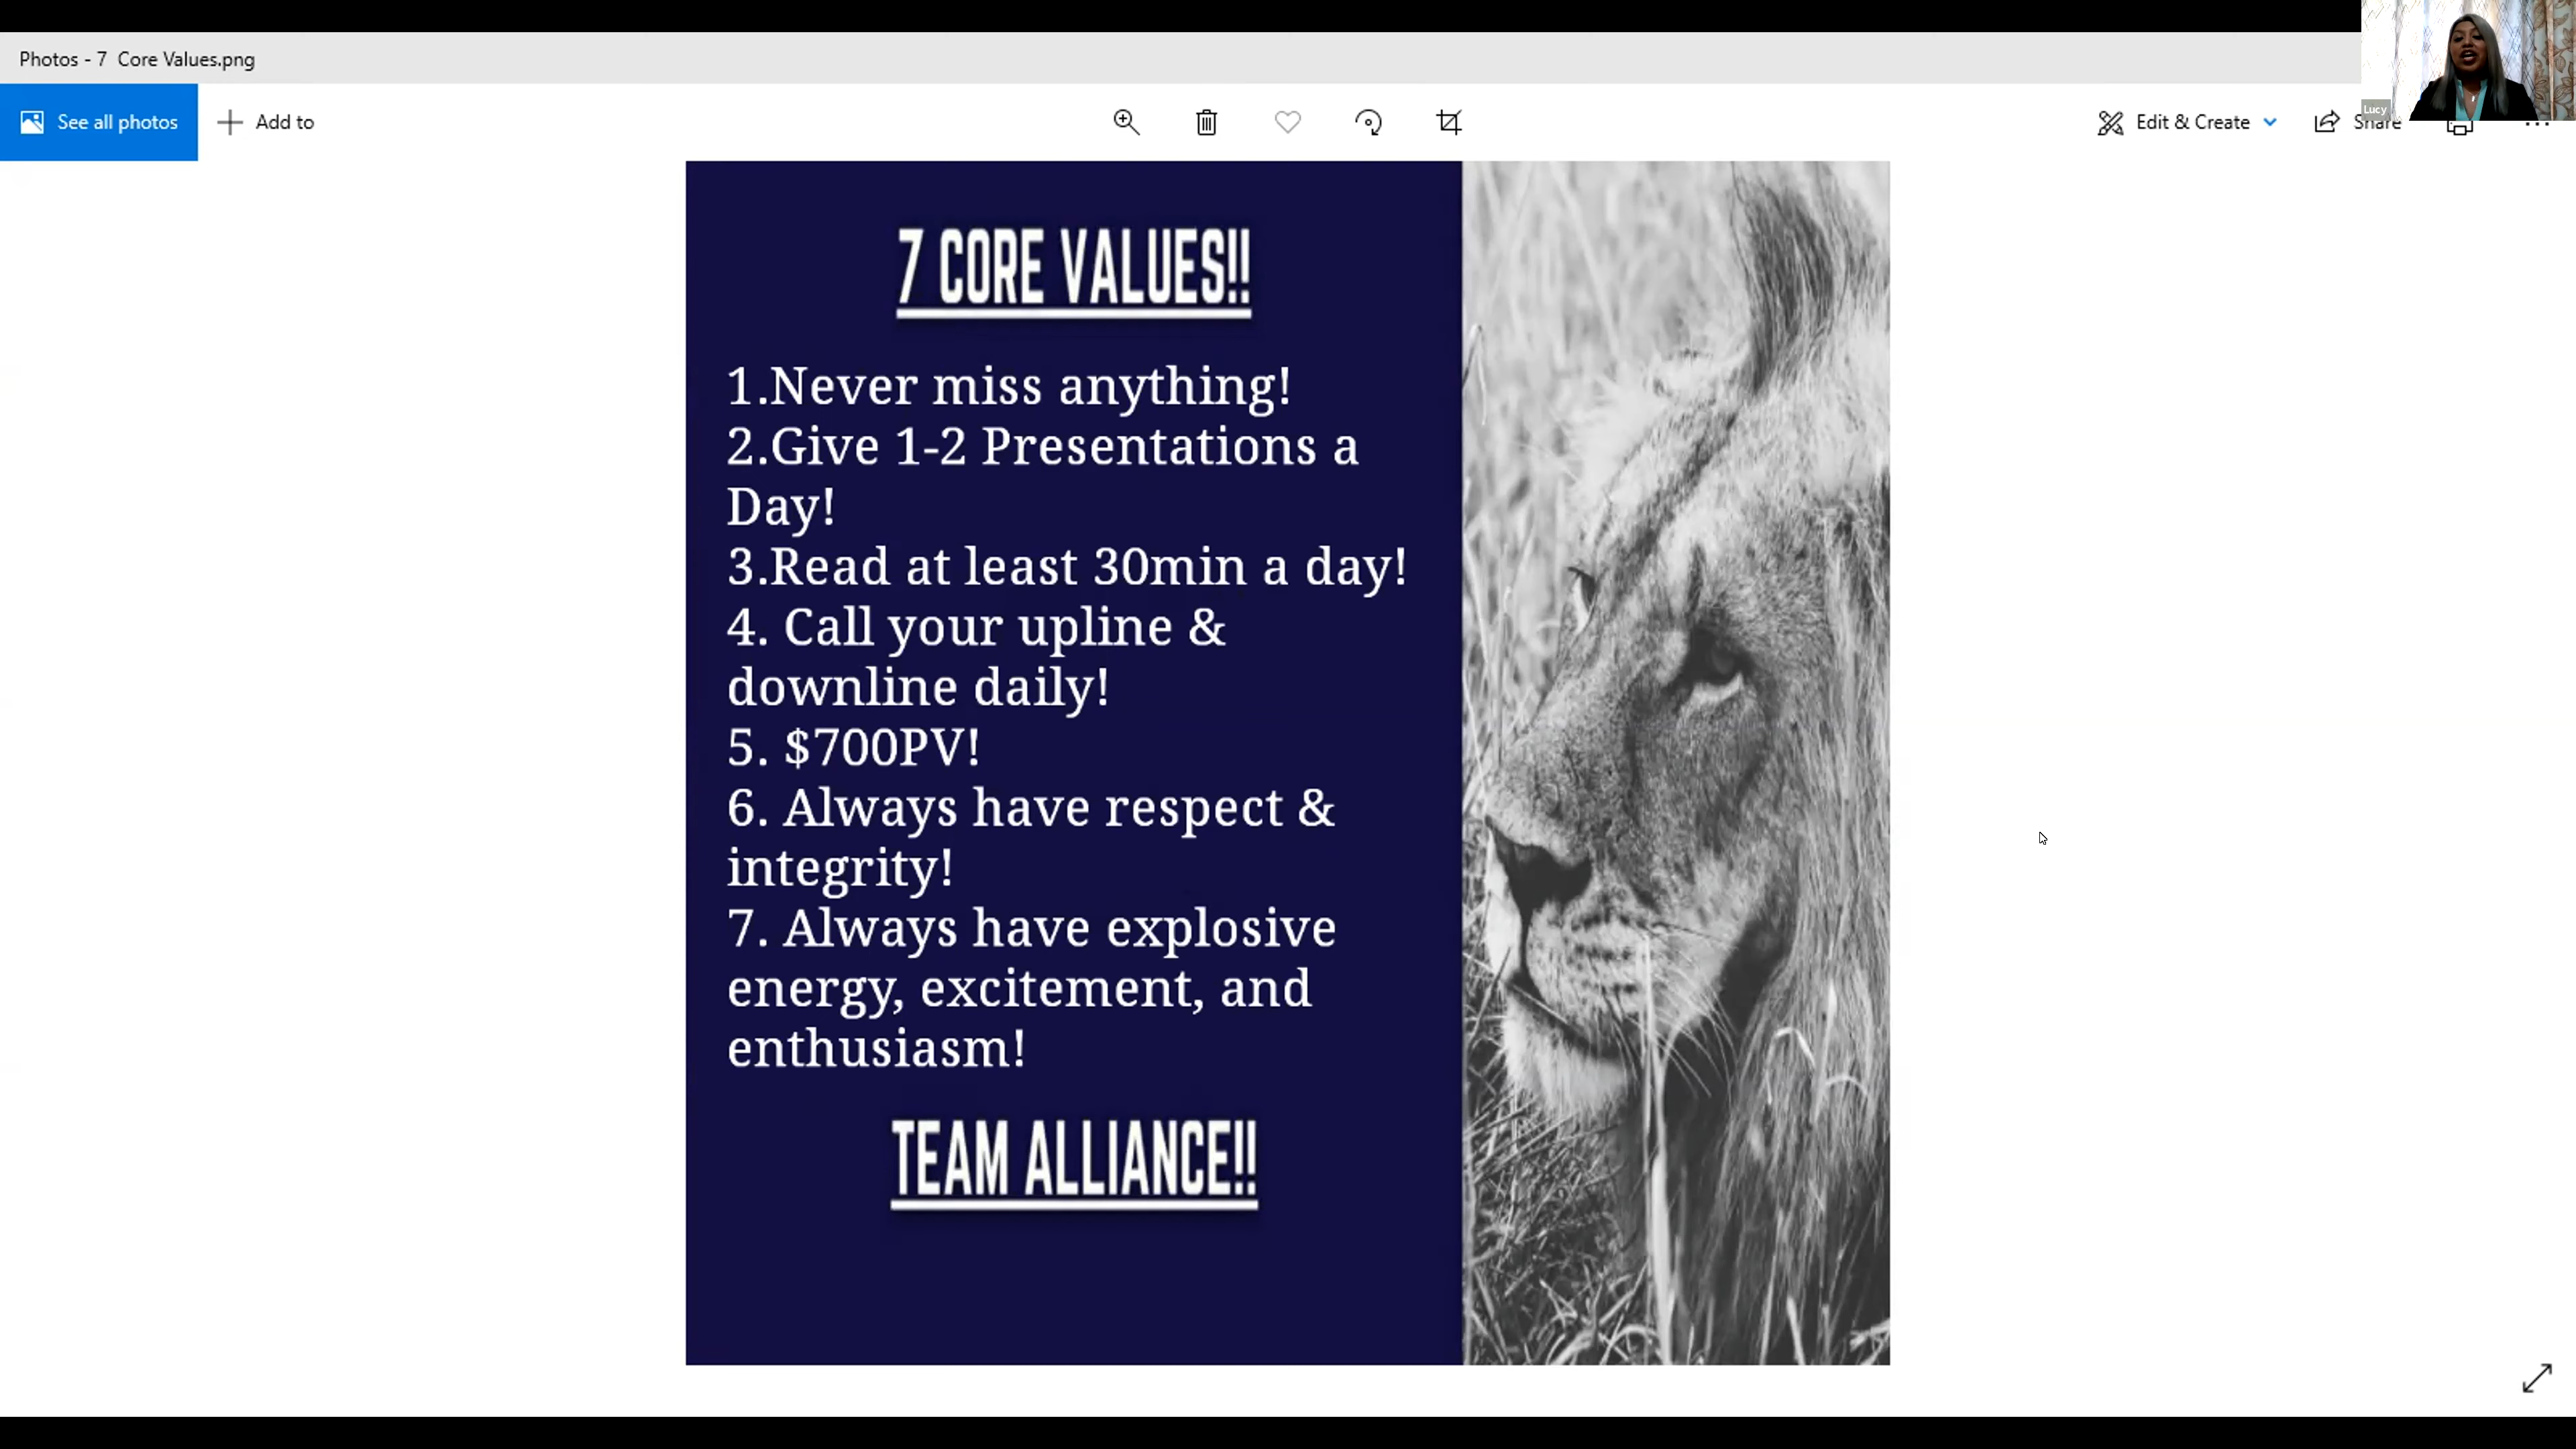 Photos - 7 Core Values.png
See all photos
Add to
Edit & Create
Share
Lucy
7 CORE VALUES!!
1.Never miss anything!
2.Give 1-2 Presentations a
Day!
3.Read at least 30min a day!
4. Call your upline &
downline daily!
5. $700PV!
6. Always have respect &
integrity!
7. Always have explosive
energy, excitement, and
enthusiasm!
TEAM ALLIANCE!!